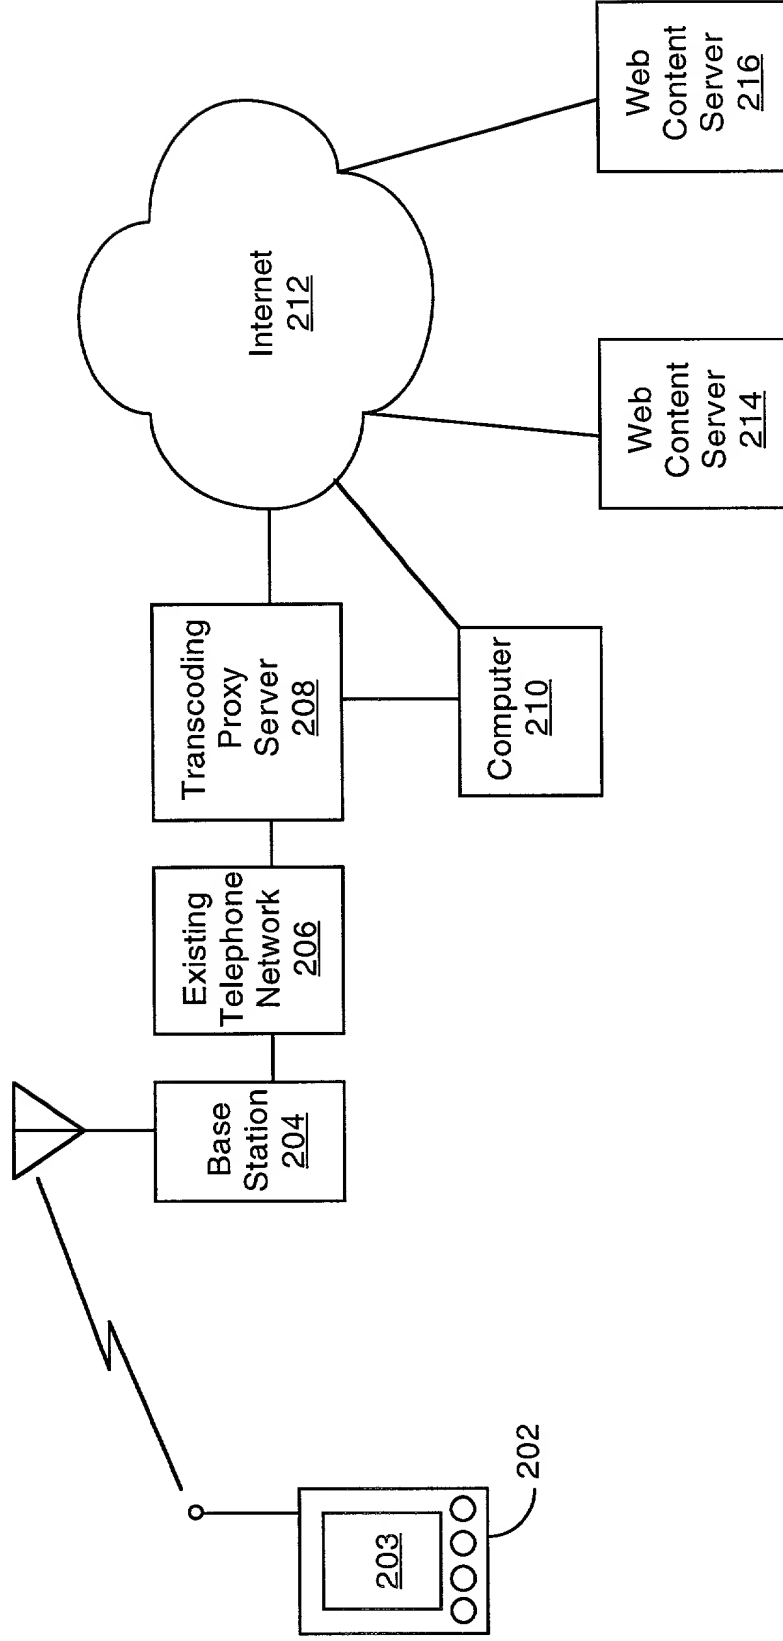 203
202
Base
Station
204
Existing
Telephone
Network
206
Transcoding
Proxy
Server
208
Computer
210
Internet
212
Web
Content
Server
214
Web
Content
Server
216